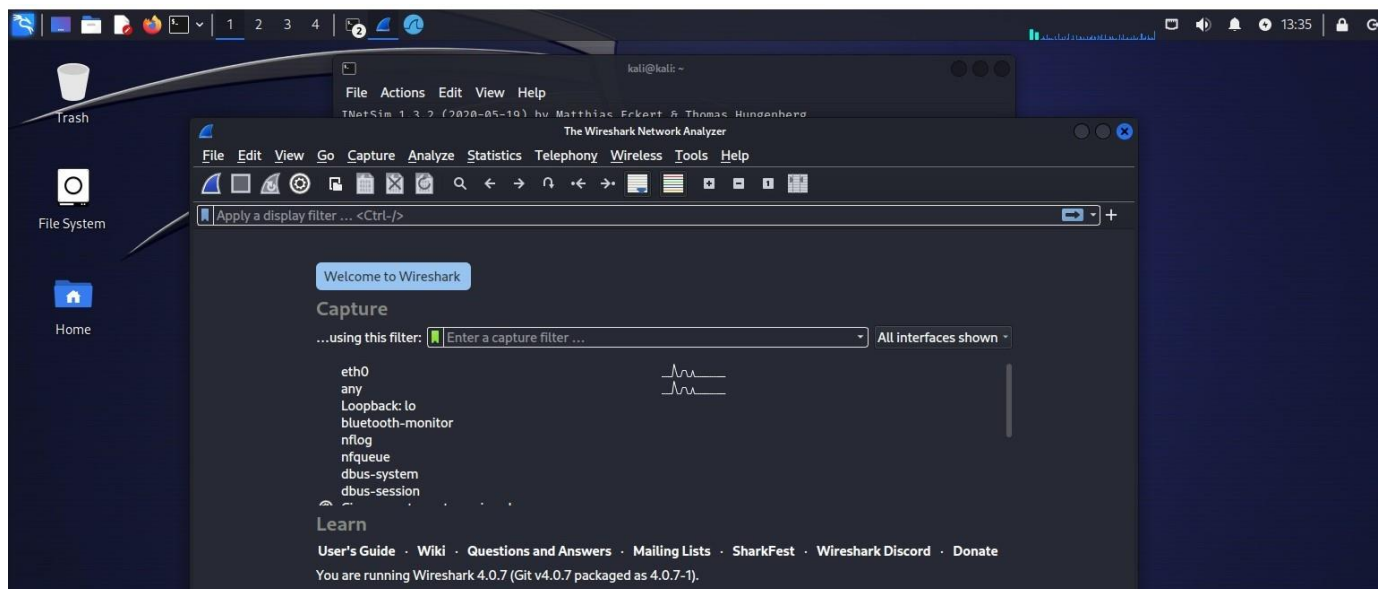 1 2 3 4
2
13:35
Trash
File System
Home
kali@kali: ~
File Actions Edit View Help
INetSim 1.3.2 (2020-05-19) by Matthias Eckert & Thomas Hungenberg
The Wireshark Network Analyzer
File Edit View Go Capture Analyze Statistics Telephony Wireless Tools Help
Apply a display filter ... <Ctrl-/>
Welcome to Wireshark
Capture
...using this filter: Enter a capture filter ... All interfaces shown
eth0
any
Loopback: lo
bluetooth-monitor
nflog
nfqueue
dbus-system
dbus-session
Learn
User's Guide · Wiki · Questions and Answers · Mailing Lists · SharkFest · Wireshark Discord · Donate
You are running Wireshark 4.0.7 (Git v4.0.7 packaged as 4.0.7-1).